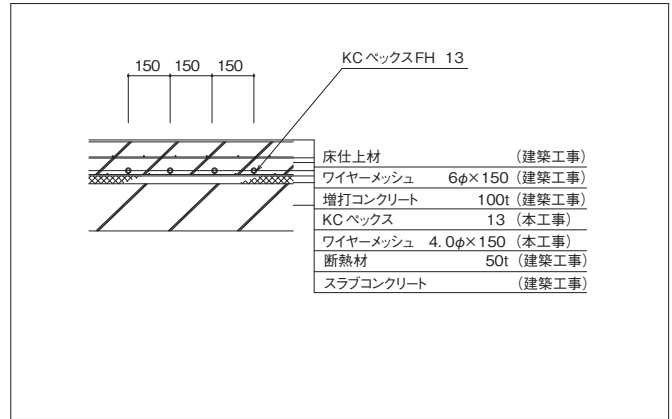 KCペックスFH 13
150 150 150
床仕上材 (建築工事)
ワイヤーメッシュ 6φ×150 (建築工事)
増打コンクリート 100t (建築工事)
KCペックス 13 (本工事)
ワイヤーメッシュ 4.0φ×150 (本工事)
断熱材 50t (建築工事)
スラブコンクリート (建築工事)